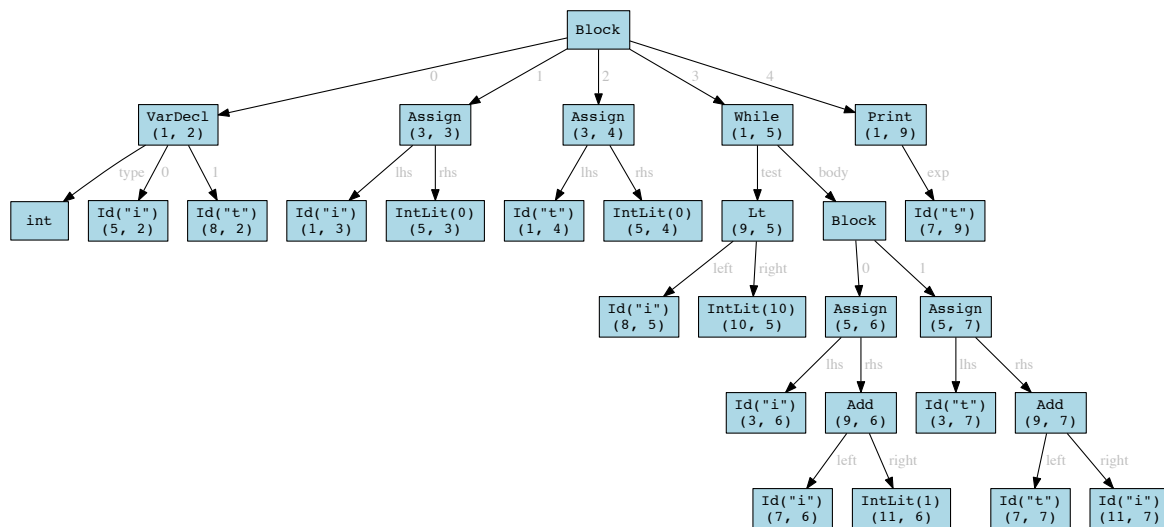 Block
0
1
2
3
4
VarDecl
(1, 2)
Assign
(3, 3)
Assign
(3, 4)
While
(1, 5)
Print
(1, 9)
type
0
1
lhs
rhs
lhs
rhs
test
body
exp
int
Id("i")
(5, 2)
Id("t")
(8, 2)
Id("i")
(1, 3)
IntLit(0)
(5, 3)
Id("t")
(1, 4)
IntLit(0)
(5, 4)
Lt
(9, 5)
Block
Id("t")
(7, 9)
left
right
0
1
Id("i")
(8, 5)
IntLit(10)
(10, 5)
Assign
(5, 6)
Assign
(5, 7)
lhs
rhs
lhs
rhs
Id("i")
(3, 6)
Add
(9, 6)
Id("t")
(3, 7)
Add
(9, 7)
left
right
left
right
Id("i")
(7, 6)
IntLit(1)
(11, 6)
Id("t")
(7, 7)
Id("i")
(11, 7)